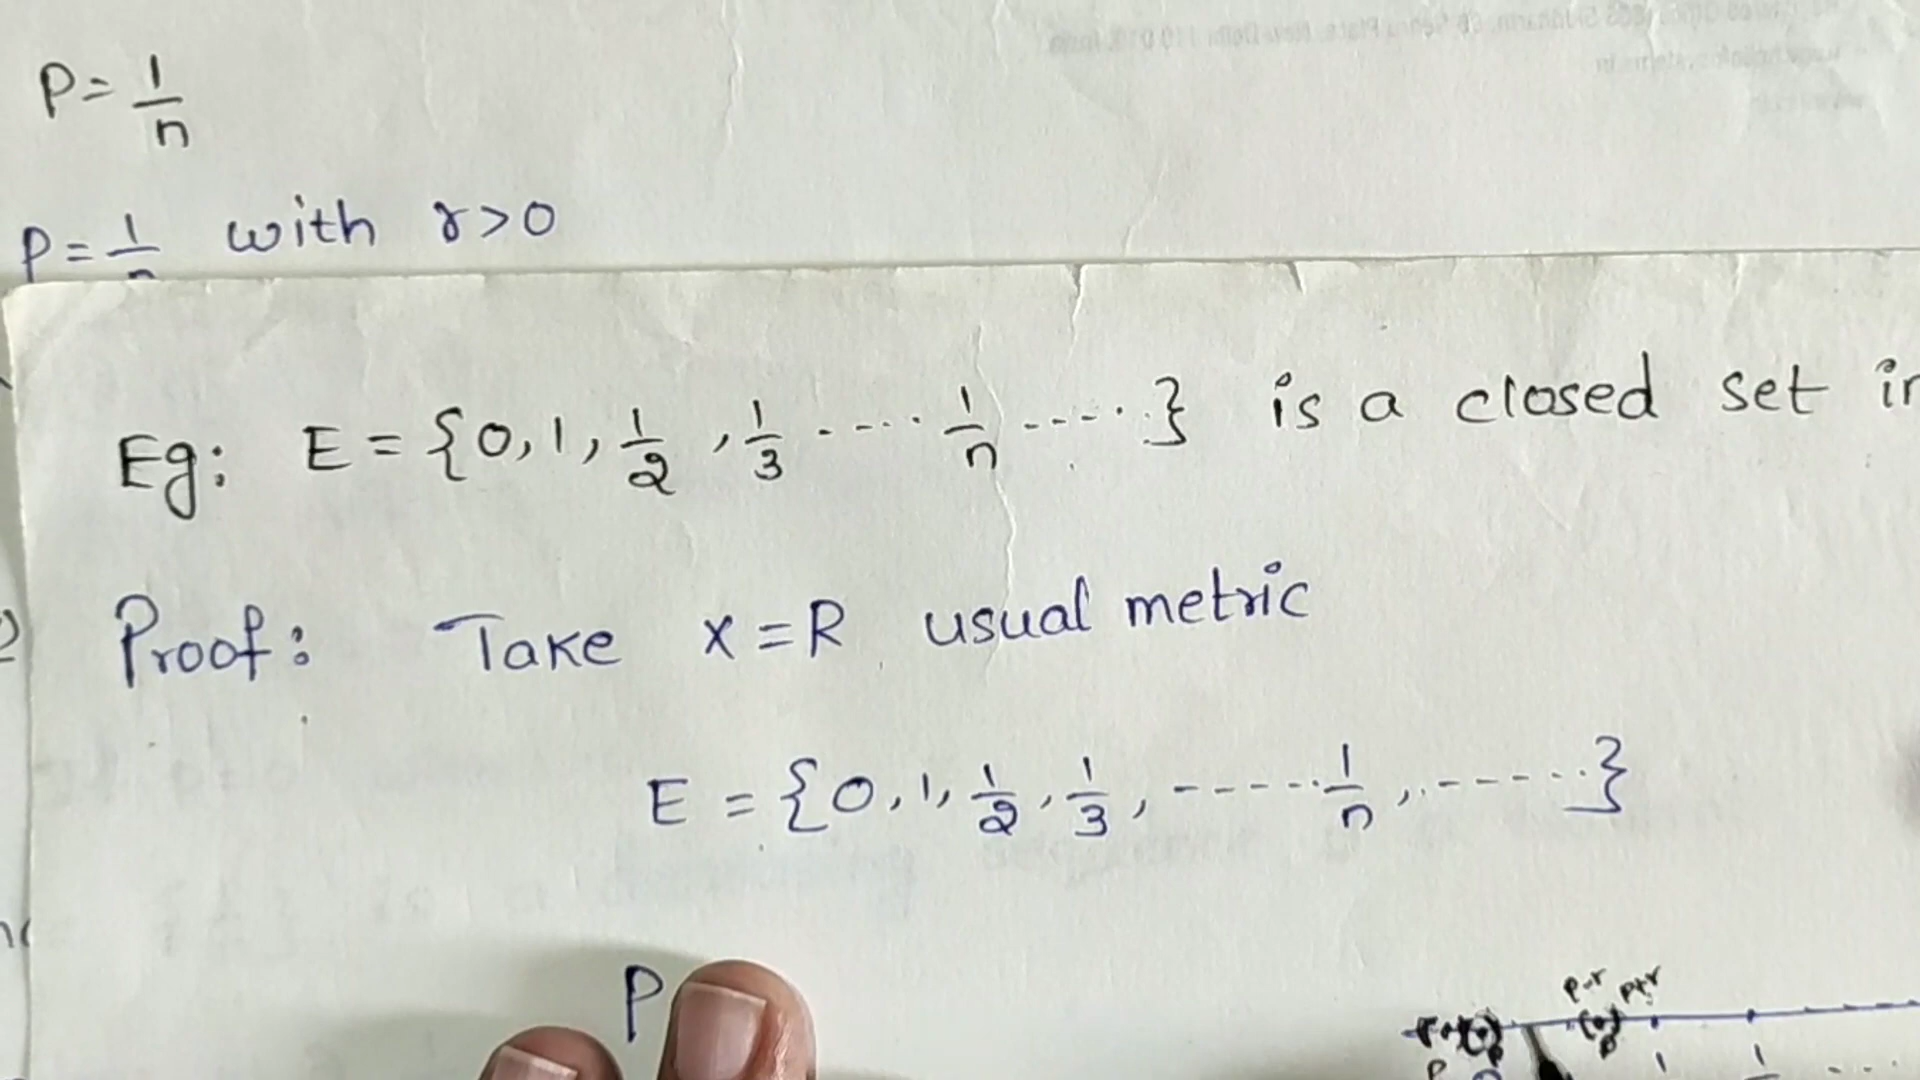 P = 1/n
P = 1/n with r>0
Eg: E = {0, 1, 1/2, 1/3 ..... 1/n .....} is a closed set in
Proof: Take X = R usual metric
E = {0, 1, 1/2, 1/3, ...... 1/n, ......}
P
P-r P+r